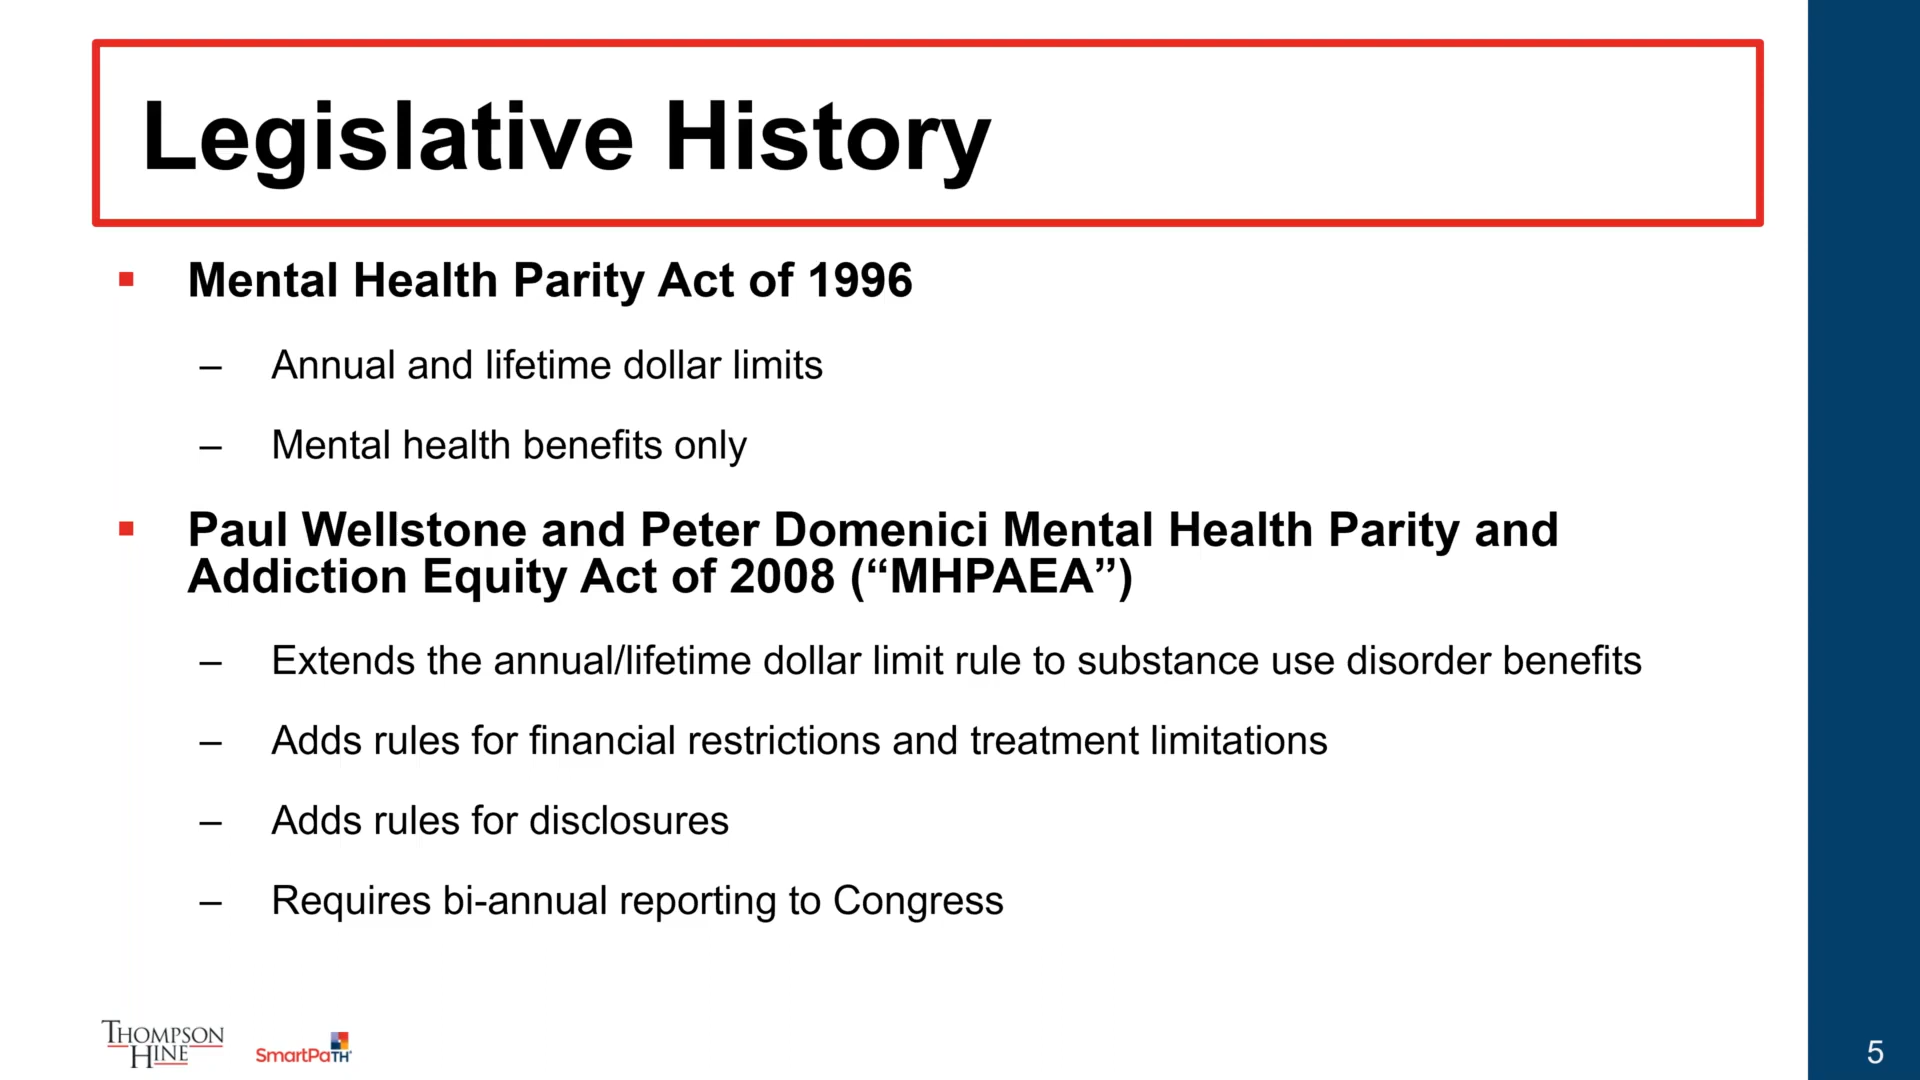 Legislative History
▪ Mental Health Parity Act of 1996
– Annual and lifetime dollar limits
– Mental health benefits only
▪ Paul Wellstone and Peter Domenici Mental Health Parity and
Addiction Equity Act of 2008 (“MHPAEA”)
– Extends the annual/lifetime dollar limit rule to substance use disorder benefits
– Adds rules for financial restrictions and treatment limitations
– Adds rules for disclosures
– Requires bi-annual reporting to Congress
THOMPSON
HINE
SmartPaTH
5